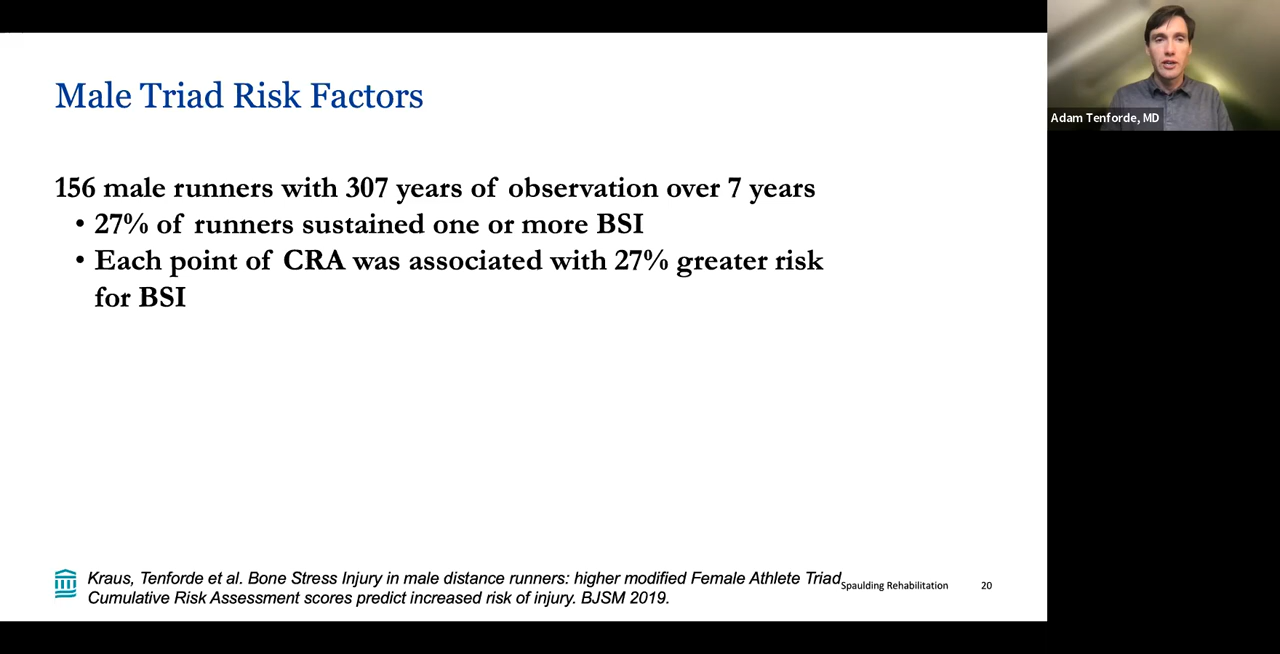 Male Triad Risk Factors
156 male runners with 307 years of observation over 7 years
• 27% of runners sustained one or more BSI
• Each point of CRA was associated with 27% greater risk
for BSI
Kraus, Tenforde et al. Bone Stress Injury in male distance runners: higher modified Female Athlete Triad
Cumulative Risk Assessment scores predict increased risk of injury. BJSM 2019.
Spaulding Rehabilitation
20
Adam Tenforde, MD